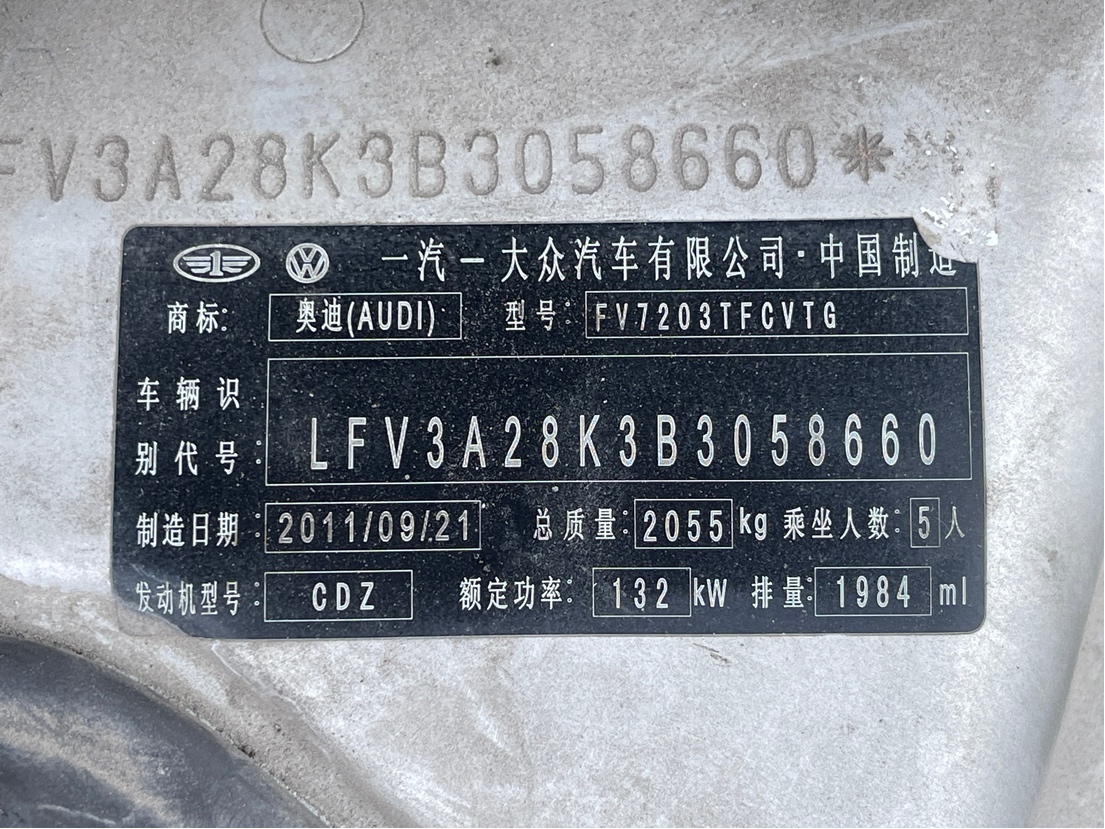 FV3A28K3B3058660*
一汽－大众汽车有限公司·中国制造
商标: 奥迪(AUDI) 型号: FV7203TFCVTG
车辆识
别代号: LFV3A28K3B3058660
制造日期: 2011/09/21 总质量: 2055 kg 乘坐人数: 5 人
发动机型号: CDZ 额定功率: 132 kW 排量: 1984 ml